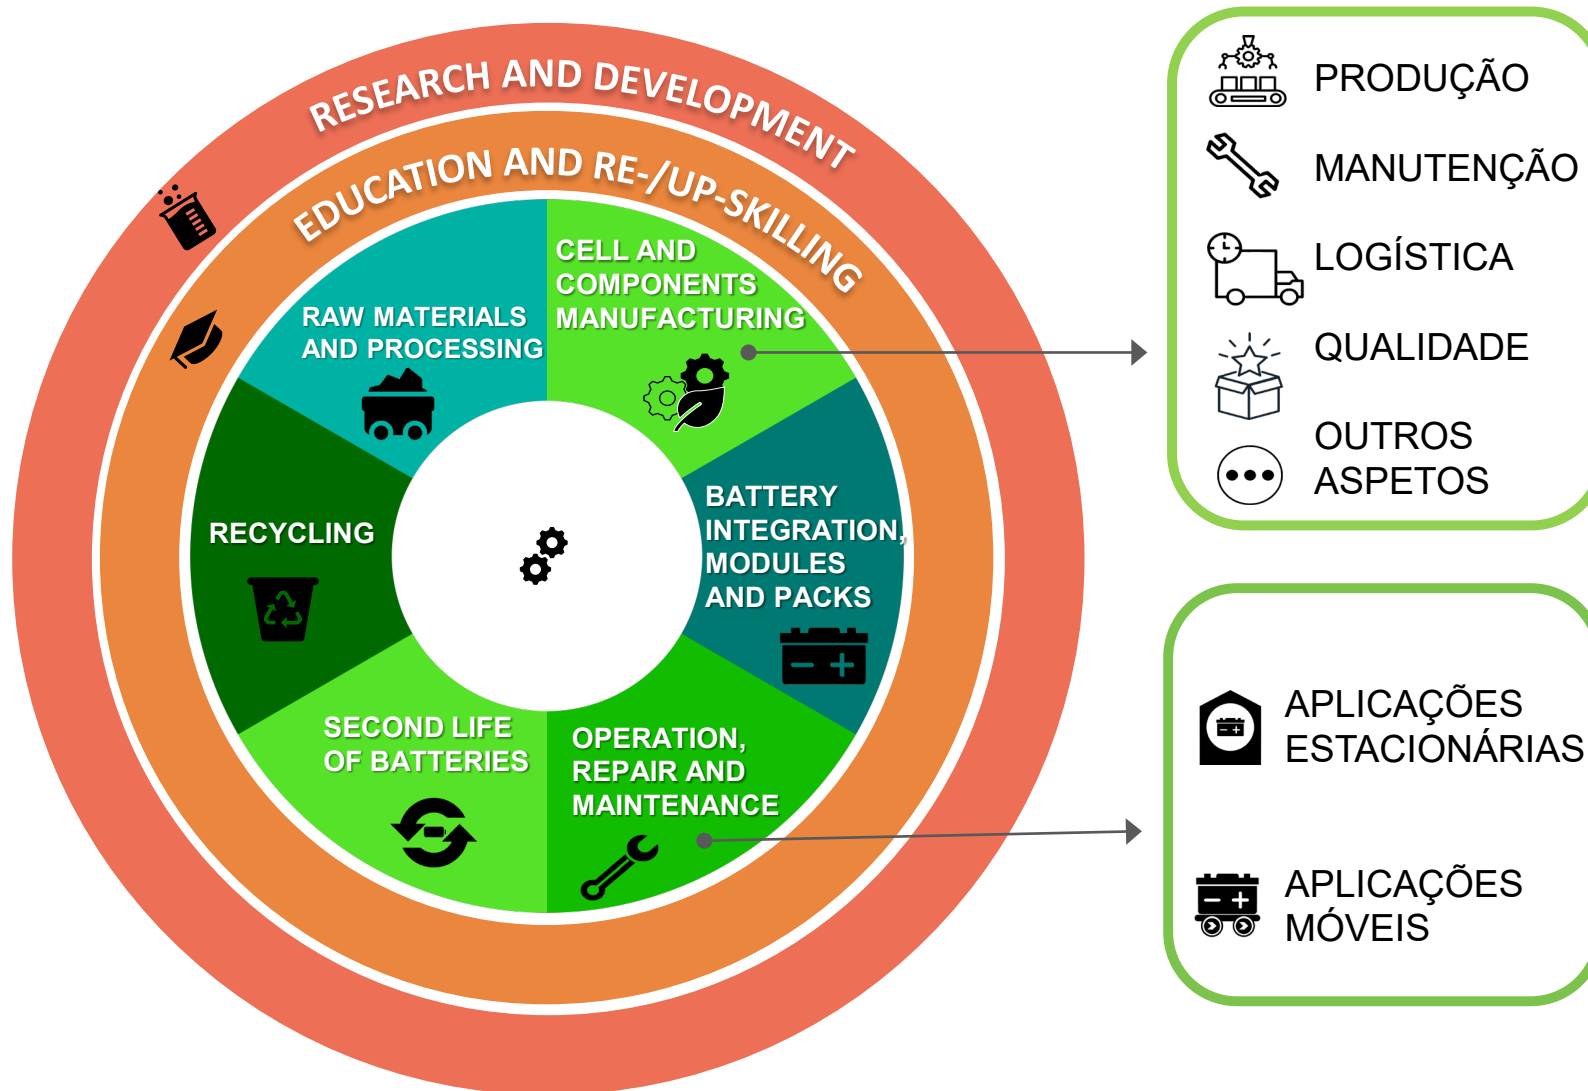 RESEARCH AND DEVELOPMENT
EDUCATION AND RE-/UP-SKILLING
RAW MATERIALS
AND PROCESSING
CELL AND
COMPONENTS
MANUFACTURING
BATTERY
INTEGRATION,
MODULES
AND PACKS
OPERATION,
REPAIR AND
MAINTENANCE
SECOND LIFE
OF BATTERIES
RECYCLING
PRODUÇÃO
MANUTENÇÃO
LOGÍSTICA
QUALIDADE
OUTROS
ASPETOS
APLICAÇÕES
ESTACIONÁRIAS
APLICAÇÕES
MÓVEIS